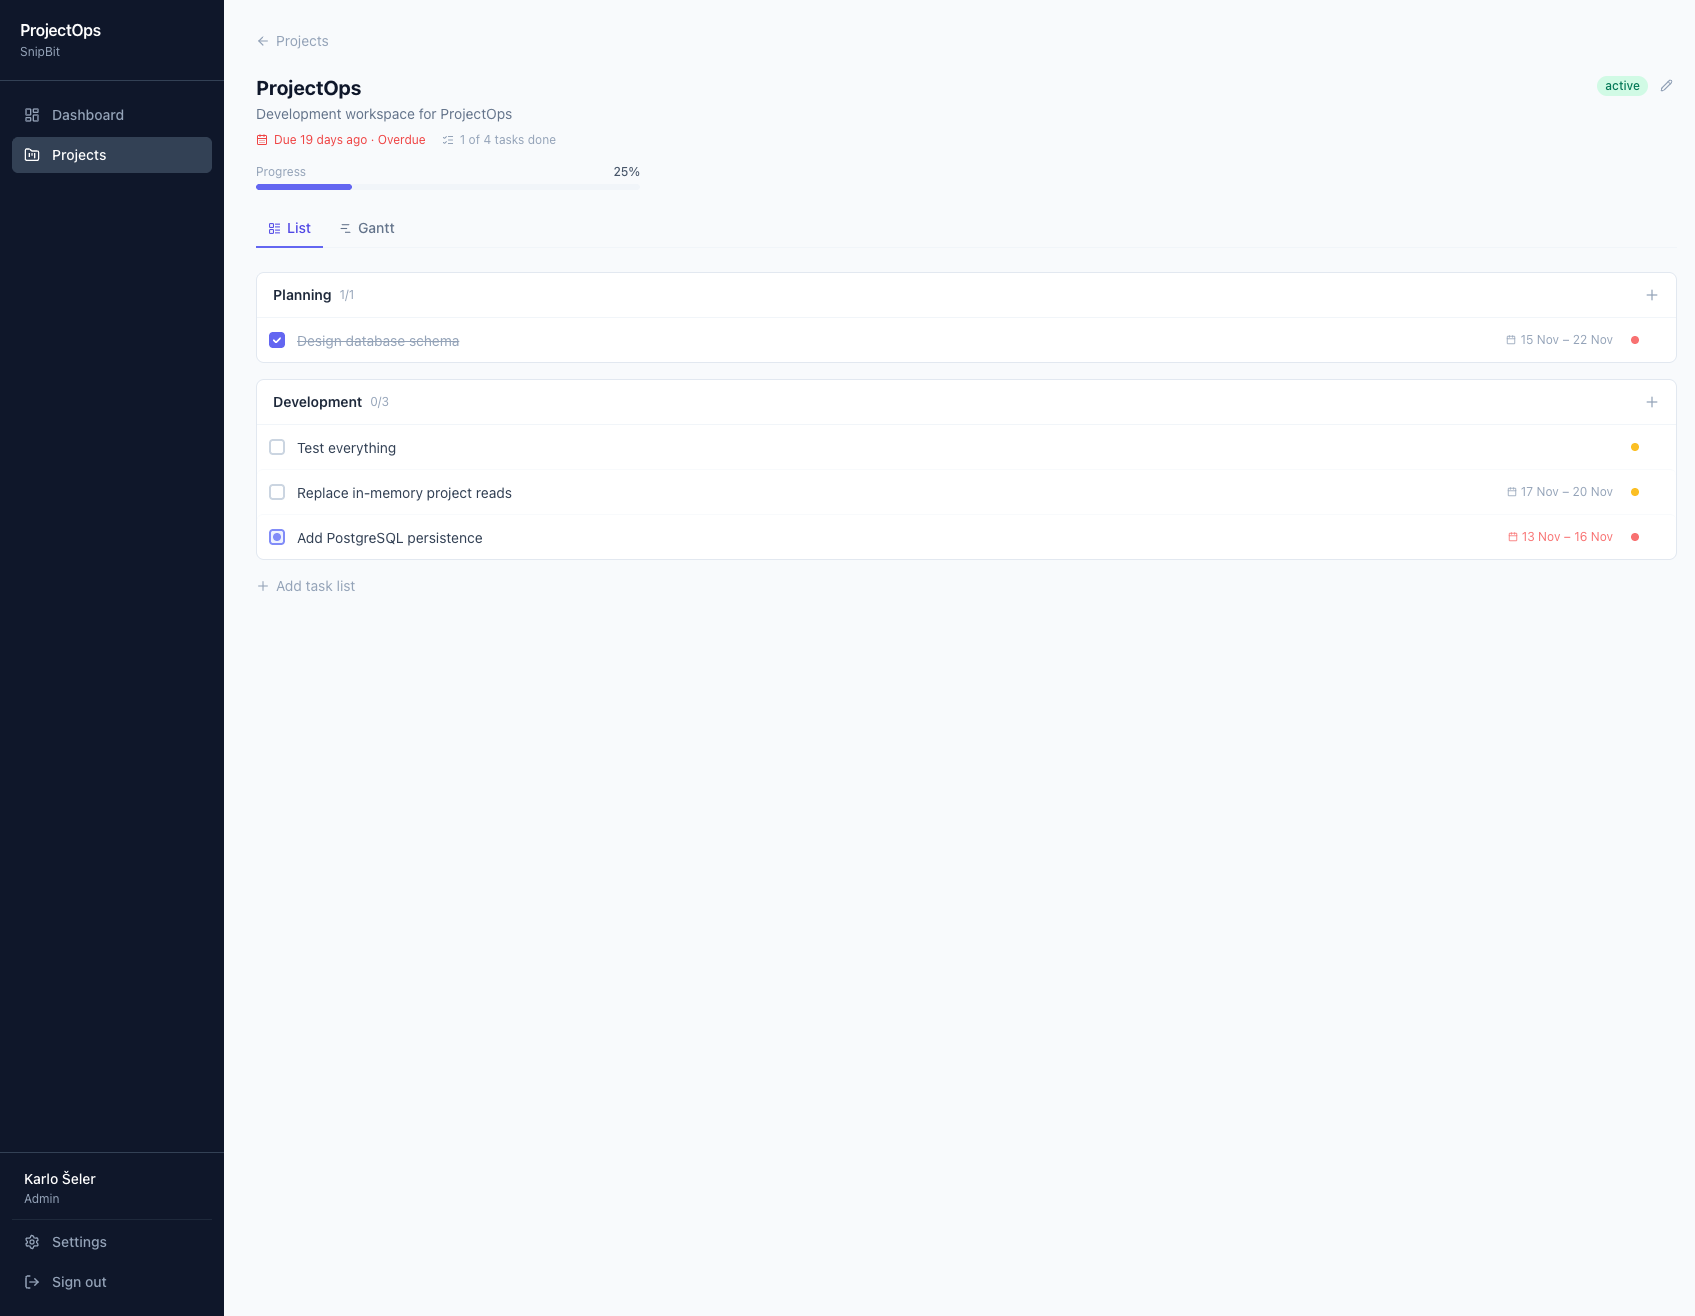 ProjectOps
SnipBit
Dashboard
Projects
Karlo Šeler
Admin
Settings
Sign out
Projects
ProjectOps
active
Development workspace for ProjectOps
Due 19 days ago · Overdue 1 of 4 tasks done
Progress 25%
List Gantt
Planning 1/1
Design database schema 15 Nov – 22 Nov
Development 0/3
Test everything
Replace in-memory project reads 17 Nov – 20 Nov
Add PostgreSQL persistence 13 Nov – 16 Nov
Add task list